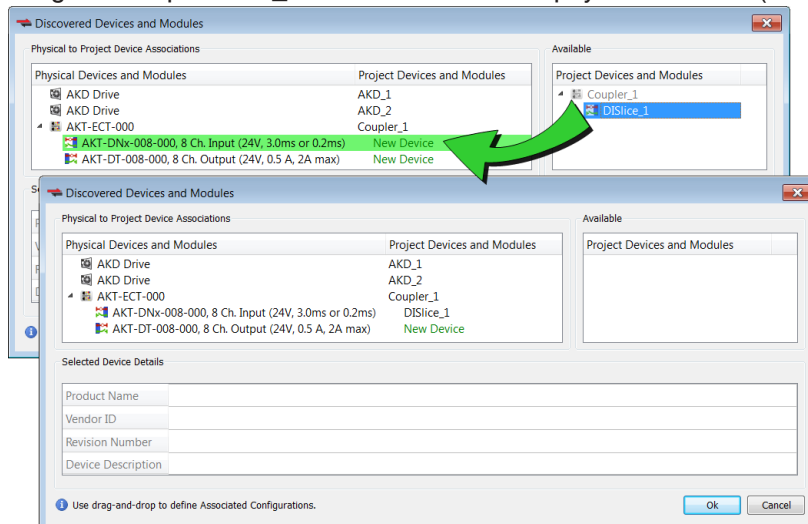 Discovered Devices and Modules
Physical to Project Device Associations
Available
Physical Devices and Modules Project Devices and Modules
Project Devices and Modules
AKD Drive AKD_1
Coupler_1
AKD Drive AKD_2
DISlice_1
AKT-ECT-000 Coupler_1
AKT-DNx-008-000, 8 Ch. Input (24V, 3.0ms or 0.2ms) New Device
AKT-DT-008-000, 8 Ch. Output (24V, 0.5 A, 2A max) New Device
Discovered Devices and Modules
Physical to Project Device Associations
Available
Physical Devices and Modules Project Devices and Modules
Project Devices and Modules
AKD Drive AKD_1
AKD Drive AKD_2
AKT-ECT-000 Coupler_1
AKT-DNx-008-000, 8 Ch. Input (24V, 3.0ms or 0.2ms) DISlice_1
AKT-DT-008-000, 8 Ch. Output (24V, 0.5 A, 2A max) New Device
Selected Device Details
Product Name
Vendor ID
Revision Number
Device Description
Use drag-and-drop to define Associated Configurations.
Ok Cancel